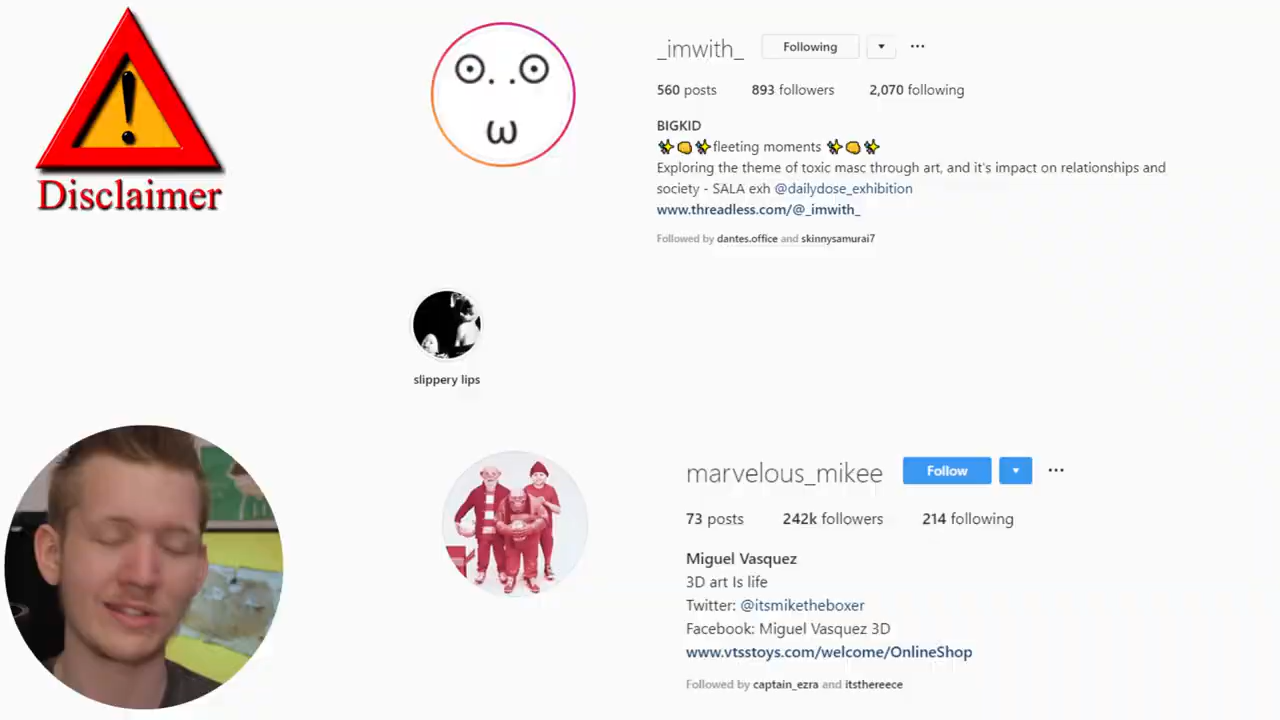 Disclaimer
_imwith_ Following ...
560 posts 893 followers 2,070 following
BIGKID
✨👊✨fleeting moments ✨👊✨
Exploring the theme of toxic masc through art, and it's impact on relationships and
society - SALA exh @dailydose_exhibition
www.threadless.com/@_imwith_
Followed by dantes.office and skinnysamurai7
slippery lips
marvelous_mikee Follow ...
73 posts 242k followers 214 following
Miguel Vasquez
3D art Is life
Twitter: @itsmiketheboxer
Facebook: Miguel Vasquez 3D
www.vtsstoys.com/welcome/OnlineShop
Followed by captain_ezra and itsthereece